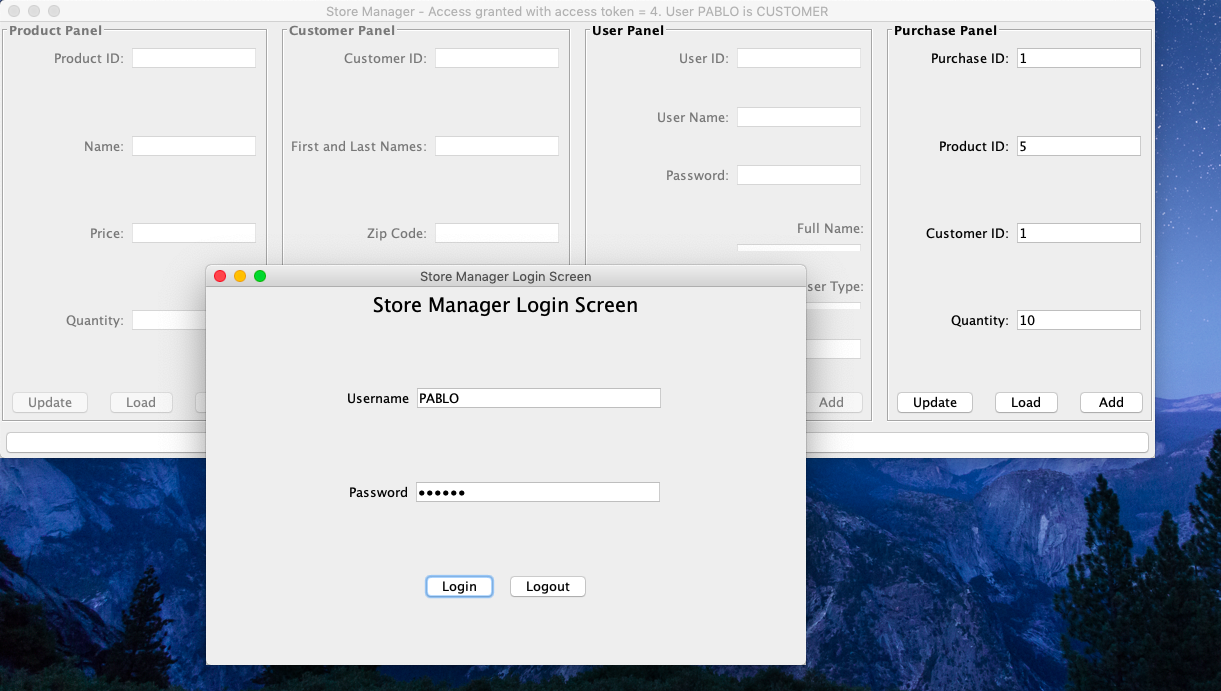 Store Manager - Access granted with access token = 4. User PABLO is CUSTOMER
Product Panel
Product ID:
Name:
Price:
Quantity:
Update Load
Customer Panel
Customer ID:
First and Last Names:
Zip Code:
User Panel
User ID:
User Name:
Password:
Full Name:
ser Type:
Add
Purchase Panel
Purchase ID: 1
Product ID: 5
Customer ID: 1
Quantity: 10
Update Load Add
Store Manager Login Screen
Store Manager Login Screen
Username PABLO
Password ••••••
Login Logout